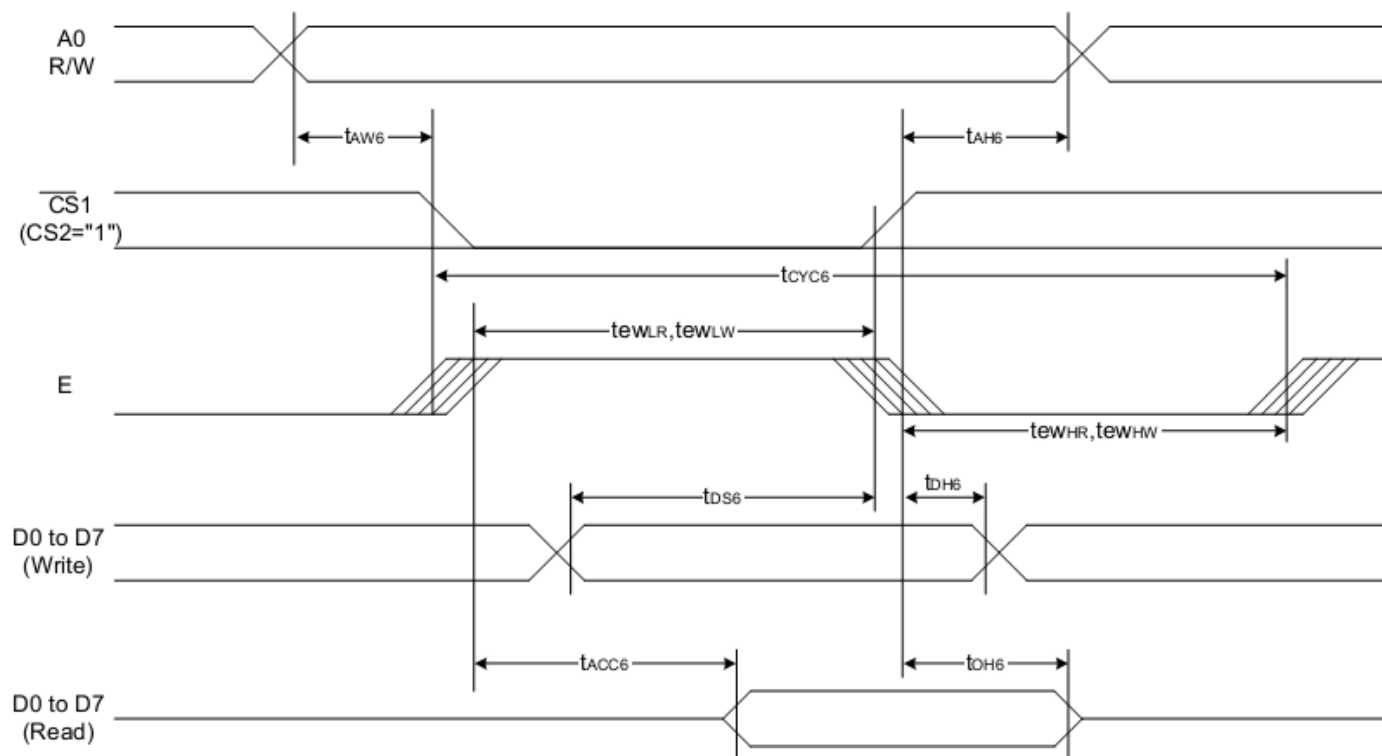 A0
R/W
tAW6
tAH6
CS1
(CS2="1")
tCYC6
tewLR,tewLW
E
tewHR,tewHW
tDS6
tDH6
D0 to D7
(Write)
tACC6
tOH6
D0 to D7
(Read)